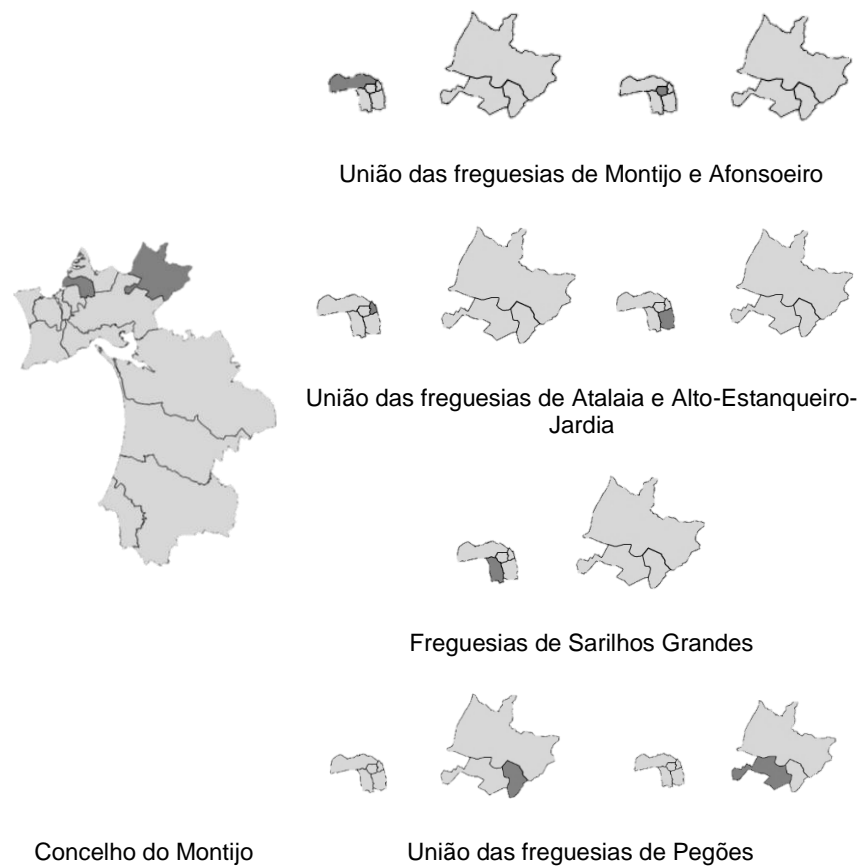 União das freguesias de Montijo e Afonsoeiro
União das freguesias de Atalaia e Alto-Estanqueiro-
Jardia
Freguesias de Sarilhos Grandes
Concelho do Montijo
União das freguesias de Pegões